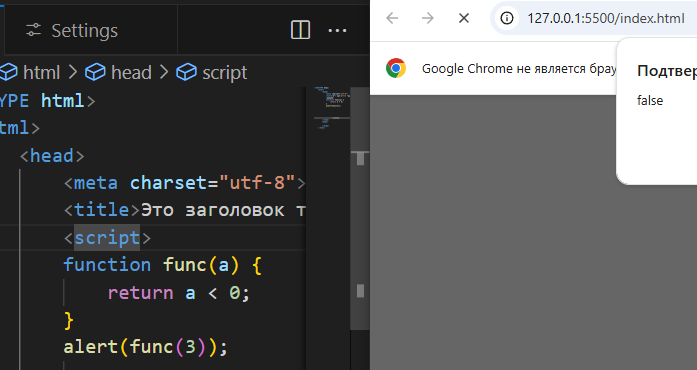 Settings
html > head > script
YPE html>
tml>
<head>
<meta charset="utf-8">
<title>Это заголовок т
<script>
function func(a) {
return a < 0;
}
alert(func(3));
127.0.0.1:5500/index.html
Google Chrome не является брау
Подтвер
false